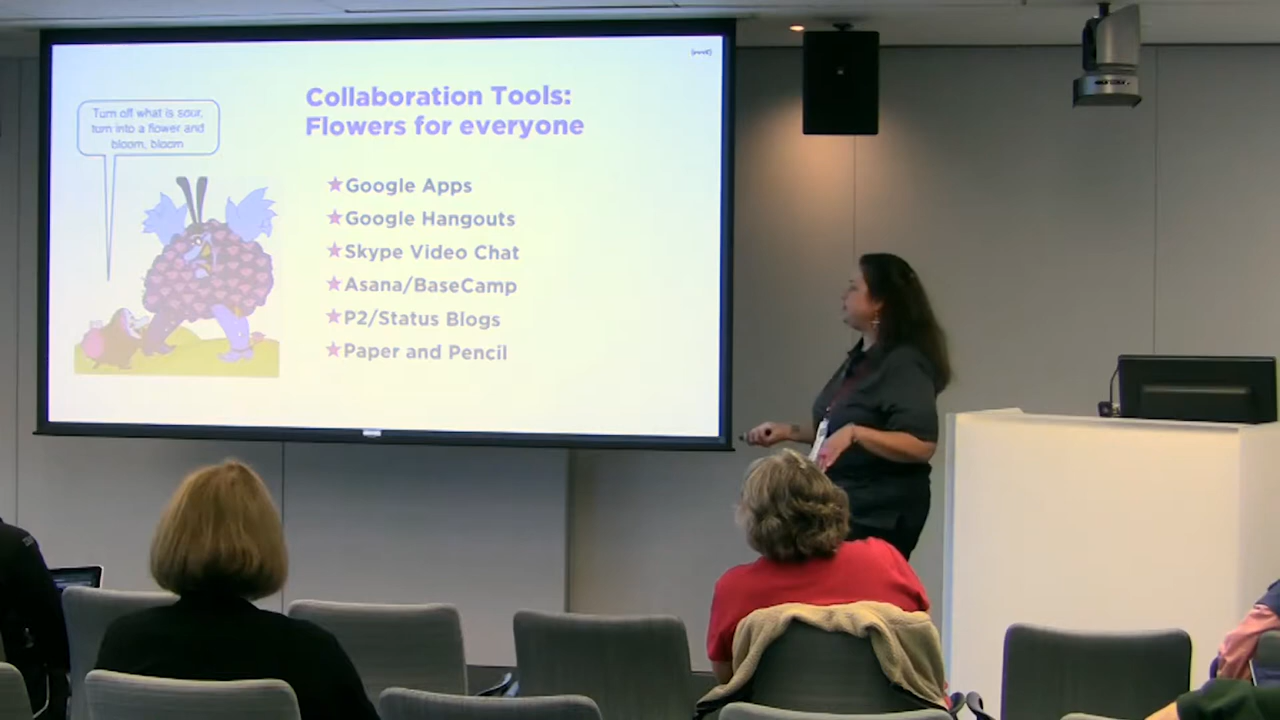 Turn off what is sour,
torn into a flower and
bloom, bloom
Collaboration Tools:
Flowers for everyone
Google Apps
Google Hangouts
Skype Video Chat
Asana/BaseCamp
P2/Status Blogs
Paper and Pencil